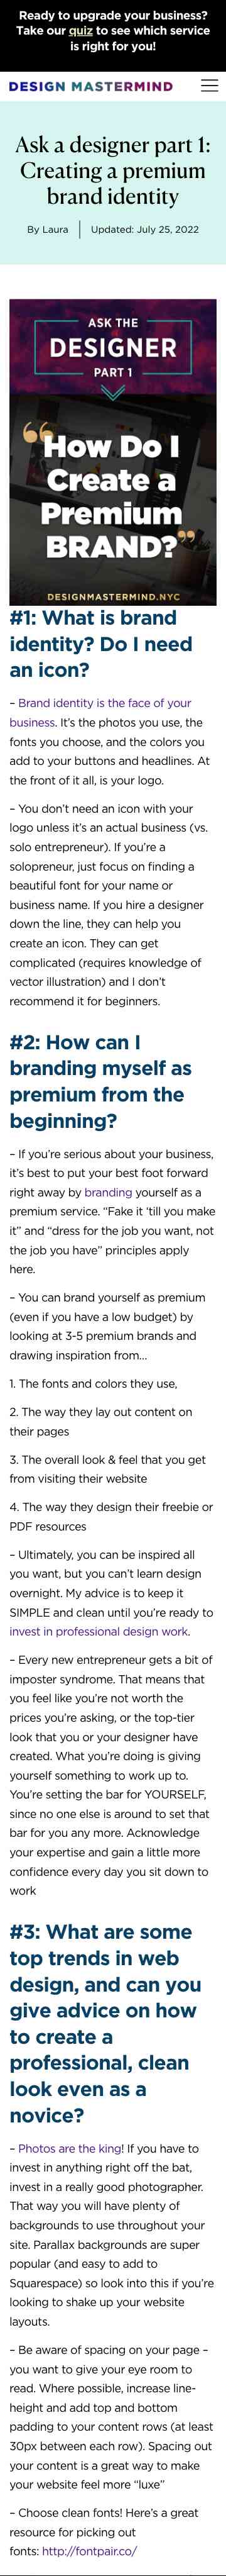 Ready to upgrade your business?
Take our quiz to see which service
is right for you!
DESIGN MASTERMIND
Ask a designer part 1:
Creating a premium
brand identity
By Laura
Updated: July 25, 2022
ASK THE
DESIGNER
PART 1
“How Do I
Create a
Premium
BRAND?”
DESIGNMASTERMIND.NYC
#1: What is brand
identity? Do I need
an icon?
– Brand identity is the face of your
business. It’s the photos you use, the
fonts you choose, and the colors you
add to your buttons and headlines. At
the front of it all, is your logo.
– You don’t need an icon with your
logo unless it’s an actual business (vs.
solo entrepreneur). If you’re a
solopreneur, just focus on finding a
beautiful font for your name or
business name. If you hire a designer
down the line, they can help you
create an icon. They can get
complicated (requires knowledge of
vector illustration) and I don’t
recommend it for beginners.
#2: How can I
branding myself as
premium from the
beginning?
– If you’re serious about your business,
it’s best to put your best foot forward
right away by branding yourself as a
premium service. “Fake it ‘till you make
it” and “dress for the job you want, not
the job you have” principles apply
here.
– You can brand yourself as premium
(even if you have a low budget) by
looking at 3-5 premium brands and
drawing inspiration from…
1. The fonts and colors they use,
2. The way they lay out content on
their pages
3. The overall look & feel that you get
from visiting their website
4. The way they design their freebie or
PDF resources
– Ultimately, you can be inspired all
you want, but you can’t learn design
overnight. My advice is to keep it
SIMPLE and clean until you’re ready to
invest in professional design work.
– Every new entrepreneur gets a bit of
imposter syndrome. That means that
you feel like you’re not worth the
prices you’re asking, or the top-tier
look that you or your designer have
created. What you’re doing is giving
yourself something to work up to.
You’re setting the bar for YOURSELF,
since no one else is around to set that
bar for you any more. Acknowledge
your expertise and gain a little more
confidence every day you sit down to
work
#3: What are some
top trends in web
design, and can you
give advice on how
to create a
professional, clean
look even as a
novice?
– Photos are the king! If you have to
invest in anything right off the bat,
invest in a really good photographer.
That way you will have plenty of
backgrounds to use throughout your
site. Parallax backgrounds are super
popular (and easy to add to
Squarespace) so look into this if you’re
looking to shake up your website
layouts.
– Be aware of spacing on your page –
you want to give your eye room to
read. Where possible, increase line-
height and add top and bottom
padding to your content rows (at least
30px between each row). Spacing out
your content is a great way to make
your website feel more “luxe”
– Choose clean fonts! Here’s a great
resource for picking out
fonts: http://fontpair.co/